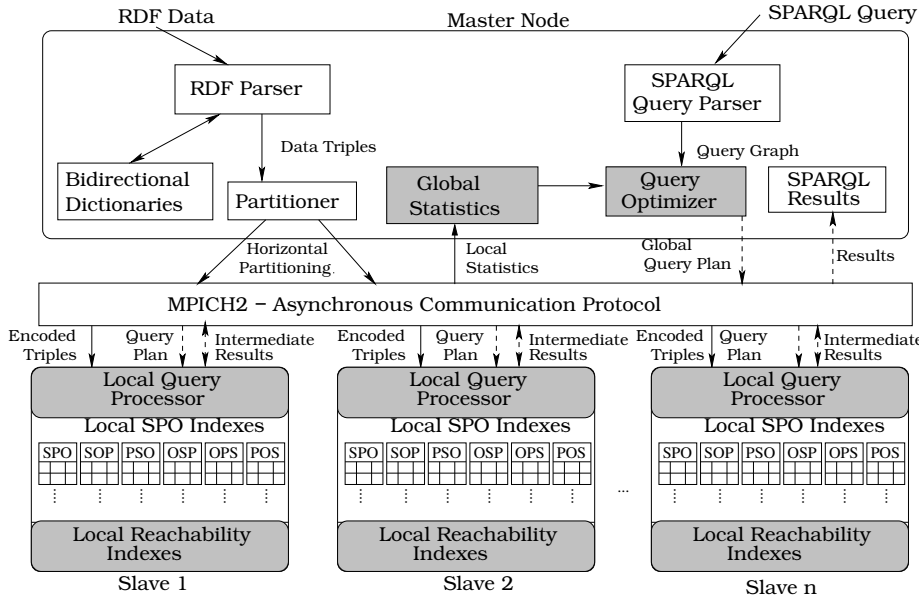 RDF Data
Master Node
SPARQL Query
RDF Parser
SPARQL
Query Parser
Data Triples
Query Graph
Bidirectional
Dictionaries
Partitioner
Global
Statistics
Query
Optimizer
SPARQL
Results
Horizontal
Partitioning.
Local
Statistics
Global
Query Plan
Results
MPICH2 – Asynchronous Communication Protocol
Encoded
Triples
Query
Plan
Intermediate
Results
Encoded
Triples
Query
Plan
Intermediate
Results
Encoded
Triples
Query
Plan
Intermediate
Results
Local Query
Processor
Local SPO Indexes
SPO SOP PSO OSP OPS POS
Local Reachability
Indexes
Slave 1
Local Query
Processor
Local SPO Indexes
SPO SOP PSO OSP OPS POS
Local Reachability
Indexes
Slave 2
...
Local Query
Processor
Local SPO Indexes
SPO SOP PSO OSP OPS POS
Local Reachability
Indexes
Slave n